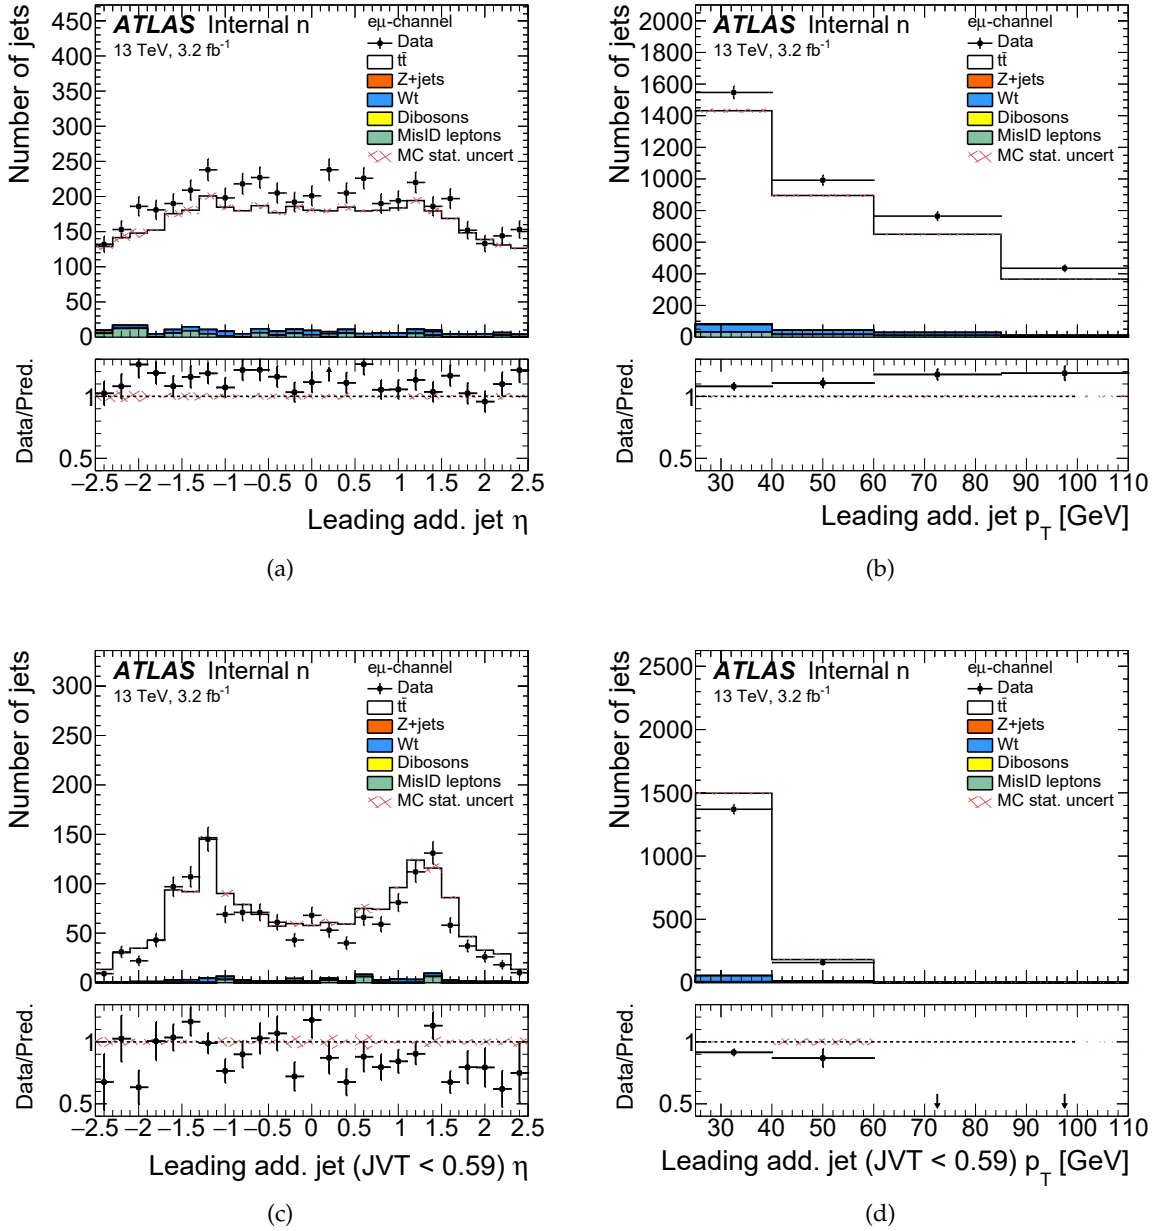 ATLAS Internal n
13 TeV, 3.2 fb-1
eμ-channel
Data
tt̄
Z+jets
Wt
Dibosons
MisID leptons
MC stat. uncert
Number of jets
450
400
350
300
250
200
150
100
50
0
Data/Pred.
1
0.5
−2.5 −2 −1.5 −1 −0.5 0 0.5 1 1.5 2 2.5
Leading add. jet η
(a)
ATLAS Internal n
13 TeV, 3.2 fb-1
eμ-channel
Data
tt̄
Z+jets
Wt
Dibosons
MisID leptons
MC stat. uncert
Number of jets
2000
1800
1600
1400
1200
1000
800
600
400
200
0
Data/Pred.
1
0.5
30 40 50 60 70 80 90 100 110
Leading add. jet pT [GeV]
(b)
ATLAS Internal n
13 TeV, 3.2 fb-1
eμ-channel
Data
tt̄
Z+jets
Wt
Dibosons
MisID leptons
MC stat. uncert
Number of jets
300
250
200
150
100
50
0
Data/Pred.
1
0.5
−2.5 −2 −1.5 −1 −0.5 0 0.5 1 1.5 2 2.5
Leading add. jet (JVT < 0.59) η
(c)
ATLAS Internal n
13 TeV, 3.2 fb-1
eμ-channel
Data
tt̄
Z+jets
Wt
Dibosons
MisID leptons
MC stat. uncert
Number of jets
2500
2000
1500
1000
500
0
Data/Pred.
1
0.5
30 40 50 60 70 80 90 100 110
Leading add. jet (JVT < 0.59) pT [GeV]
(d)